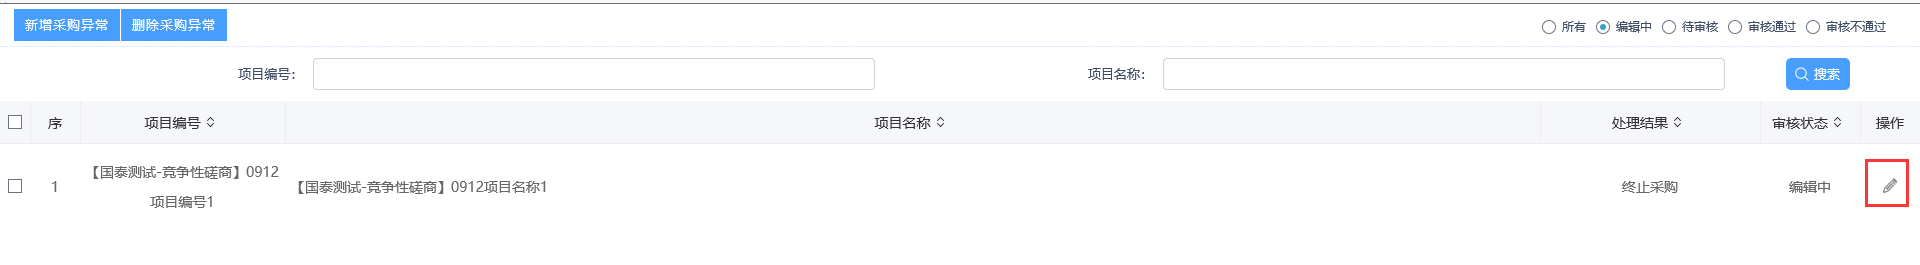 新增采购异常 删除采购异常 所有 编辑中 待审核 审核通过 审核不通过
项目编号: 项目名称: 搜索
序 项目编号 项目名称 处理结果 审核状态 操作
1 【国泰测试-竞争性磋商】0912项目编号1 【国泰测试-竞争性磋商】0912项目名称1 终止采购 编辑中